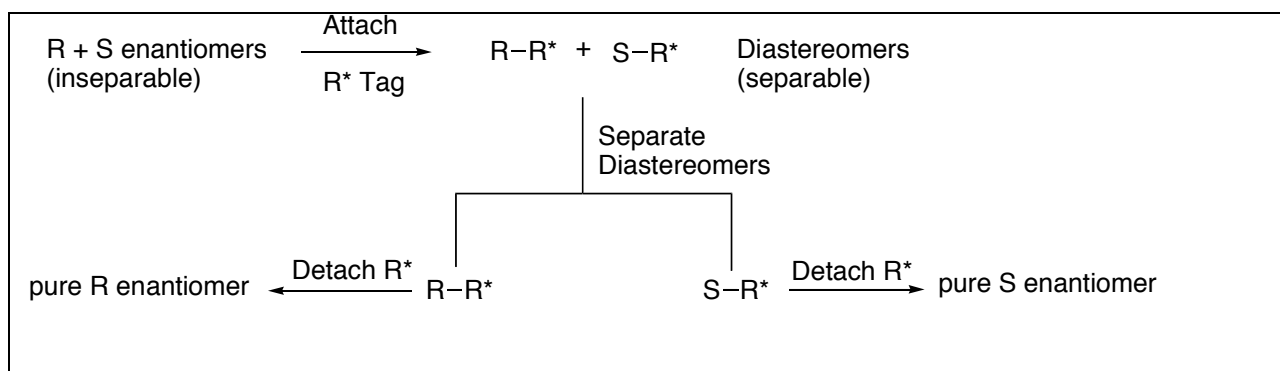 R + S enantiomers
(inseparable)
Attach
R* Tag
R–R* + S–R*
Diastereomers
(separable)
Separate
Diastereomers
pure R enantiomer
Detach R*
R–R*
S–R*
Detach R*
pure S enantiomer